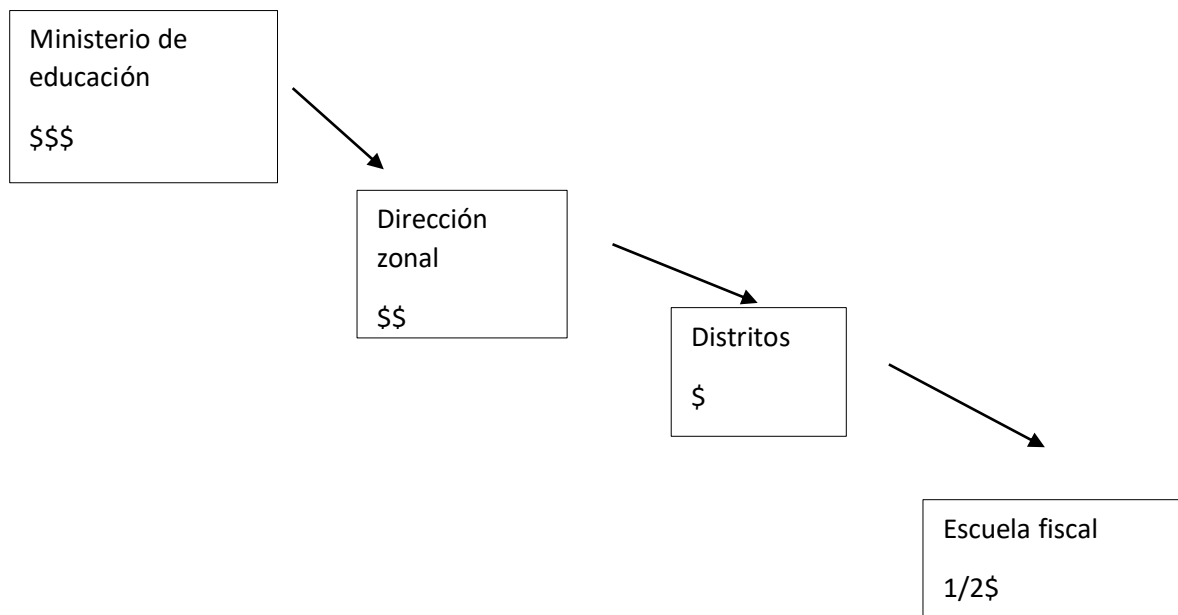 Ministerio de
educación
$$$
Dirección
zonal
$$
Distritos
$
Escuela fiscal
1/2$